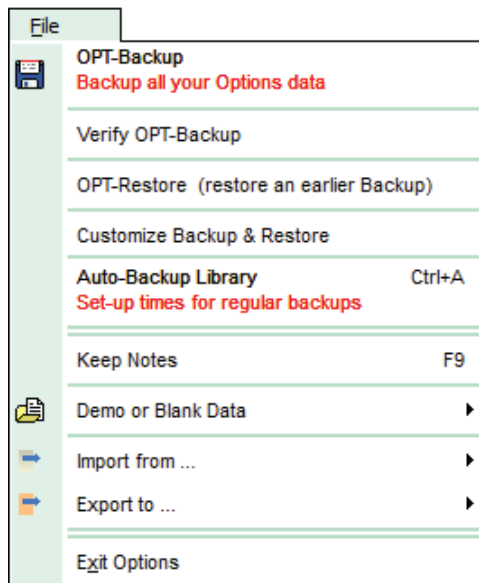 File
OPT-Backup
Backup all your Options data
Verify OPT-Backup
OPT-Restore (restore an earlier Backup)
Customize Backup & Restore
Auto-Backup Library Ctrl+A
Set-up times for regular backups
Keep Notes F9
Demo or Blank Data
Import from ...
Export to ...
Exit Options